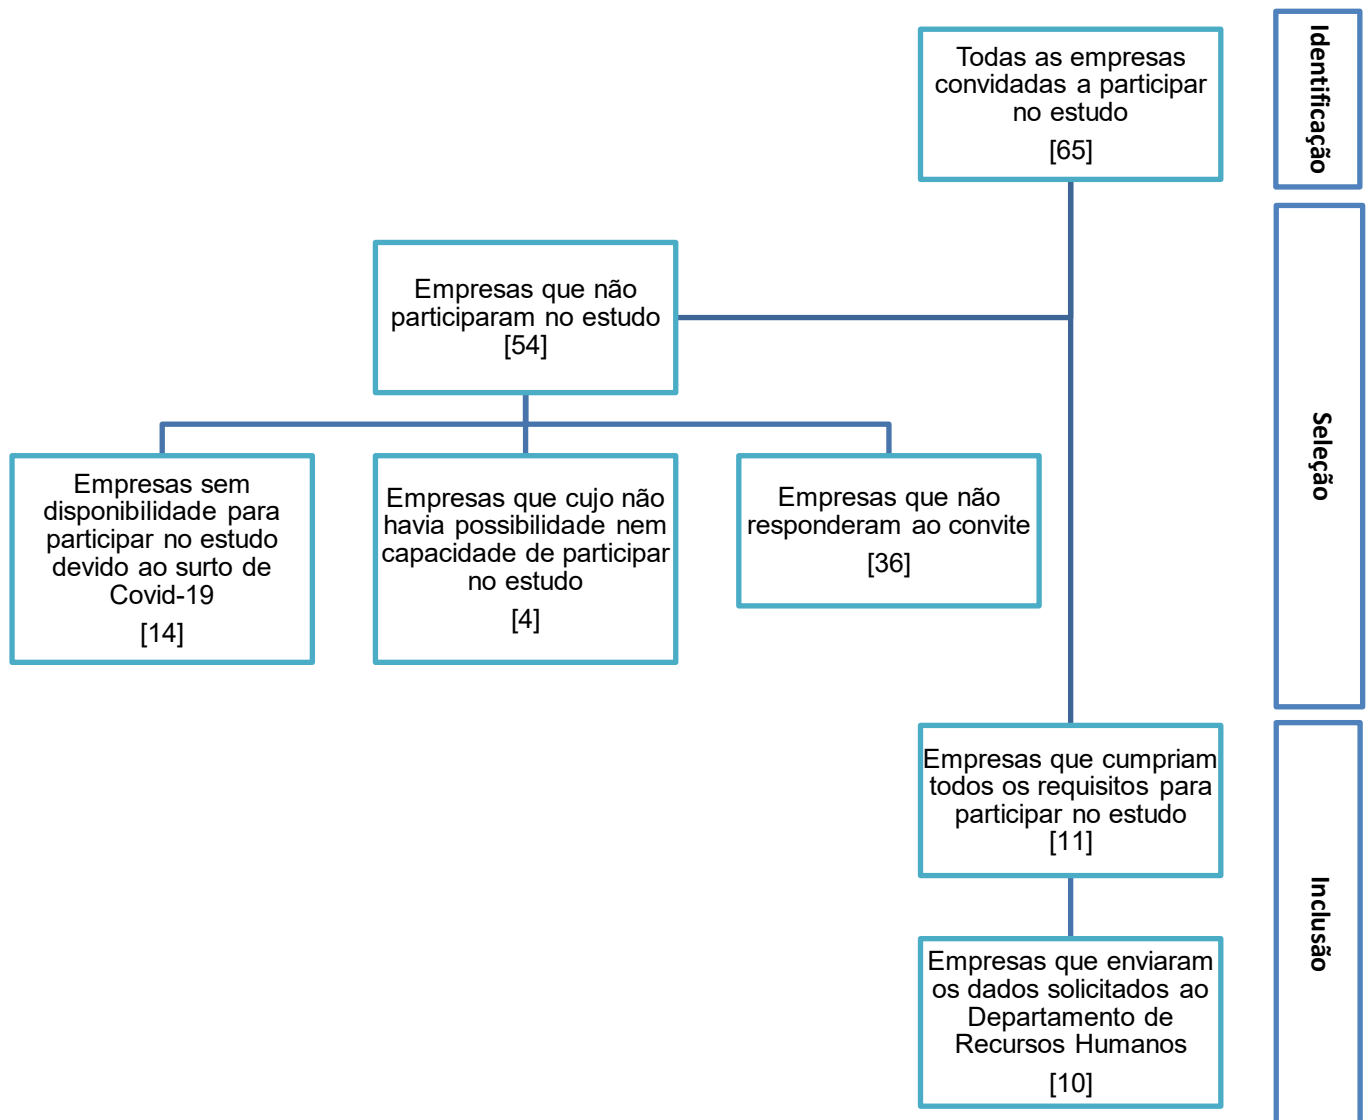 Todas as empresas
convidadas a participar
no estudo
[65]
Identificação
Empresas que não
participaram no estudo
[54]
Empresas sem
disponibilidade para
participar no estudo
devido ao surto de
Covid-19
[14]
Empresas que cujo não
havia possibilidade nem
capacidade de participar
no estudo
[4]
Empresas que não
responderam ao convite
[36]
Seleção
Empresas que cumpriam
todos os requisitos para
participar no estudo
[11]
Empresas que enviaram
os dados solicitados ao
Departamento de
Recursos Humanos
[10]
Inclusão